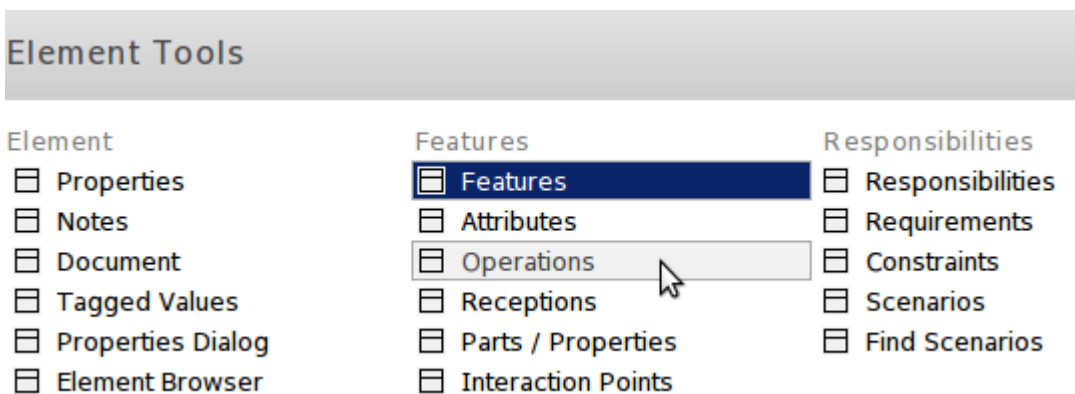 Element Tools
Element
Properties
Notes
Document
Tagged Values
Properties Dialog
Element Browser
Features
Features
Attributes
Operations
Receptions
Parts / Properties
Interaction Points
Responsibilities
Responsibilities
Requirements
Constraints
Scenarios
Find Scenarios